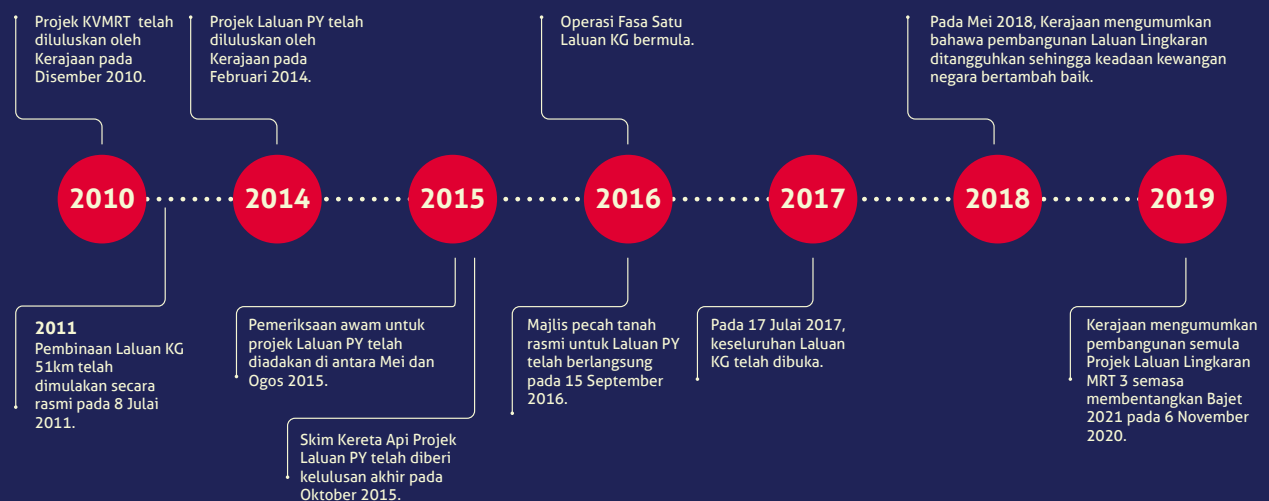 Projek KVMRT telah
diluluskan oleh
Kerajaan pada
Disember 2010.
Projek Laluan PY telah
diluluskan oleh
Kerajaan pada
Februari 2014.
Operasi Fasa Satu
Laluan KG bermula.
Pada Mei 2018, Kerajaan mengumumkan
bahawa pembangunan Laluan Lingkaran
ditangguhkan sehingga keadaan kewangan
negara bertambah baik.
2010
2014
2015
2016
2017
2018
2019
2011
Pembinaan Laluan KG
51km telah
dimulakan secara
rasmi pada 8 Julai
2011.
Pemeriksaan awam untuk
projek Laluan PY telah
diadakan di antara Mei dan
Ogos 2015.
Skim Kereta Api Projek
Laluan PY telah diberi
kelulusan akhir pada
Oktober 2015.
Majlis pecah tanah
rasmi untuk Laluan PY
telah berlangsung
pada 15 September
2016.
Pada 17 Julai 2017,
keseluruhan Laluan
KG telah dibuka.
Kerajaan mengumumkan
pembangunan semula
Projek Laluan Lingkaran
MRT 3 semasa
membentangkan Bajet
2021 pada 6 November
2020.